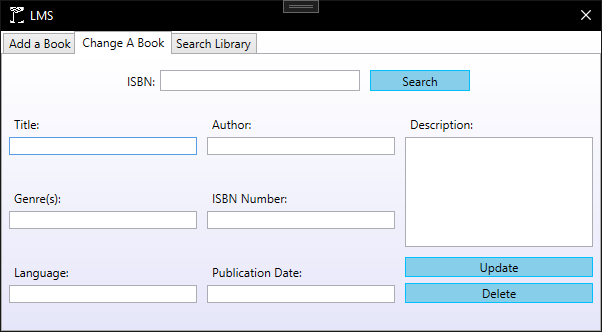 LMS
Add a Book Change A Book Search Library
ISBN: Search
Title: Author: Description:
Genre(s): ISBN Number:
Language: Publication Date:
Update
Delete